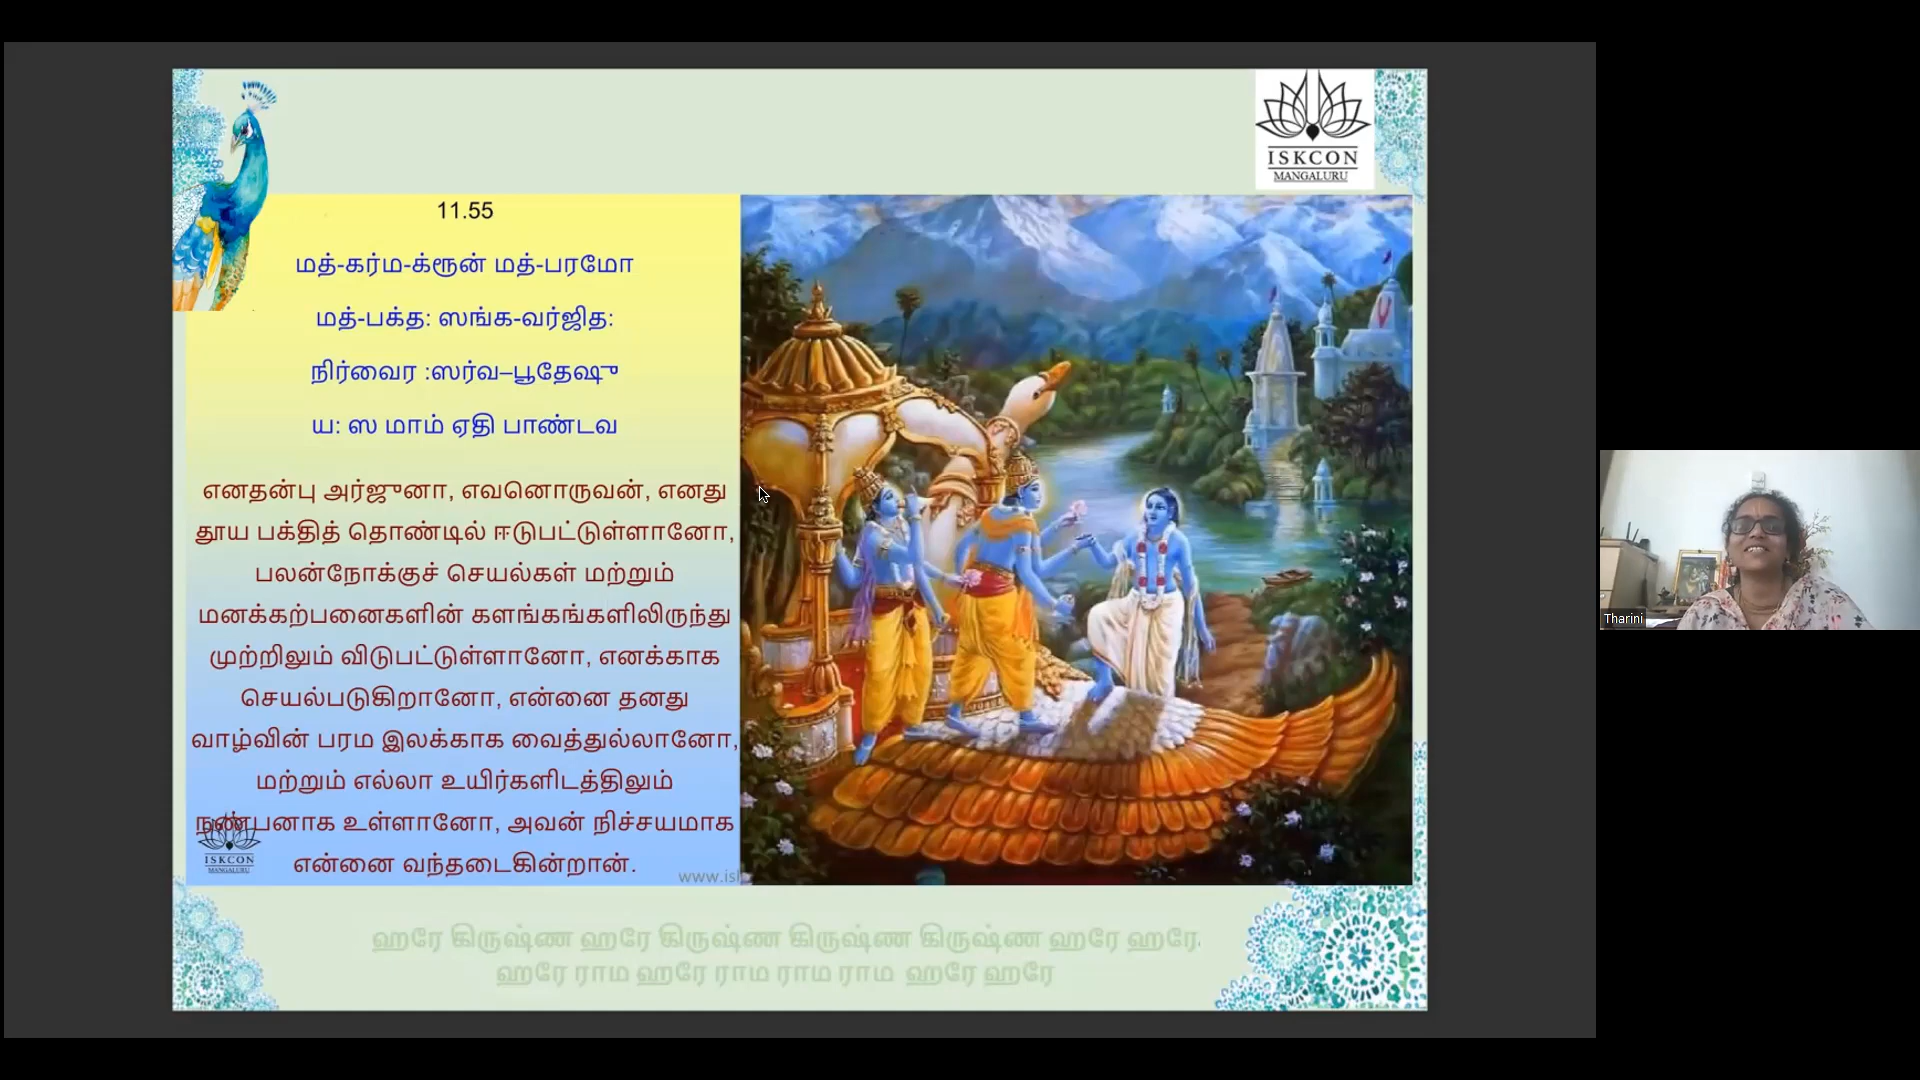 ISKCON
MANGALURU
11.55
மத்-கர்ம-க்ரூன் மத்-பரமோ
மத்-பக்த: ஸங்க-வர்ஜித:
நிர்வைர :ஸர்வ–பூதேஷு
ய: ஸ மாம் ஏதி பாண்டவ
எனதன்பு அர்ஜுனா, எவனொருவன், எனது
தூய பக்தித் தொண்டில் ஈடுபட்டுள்ளானோ,
பலன்நோக்குச் செயல்கள் மற்றும்
மனக்கற்பனைகளின் களங்கங்களிலிருந்து
முற்றிலும் விடுபட்டுள்ளானோ, எனக்காக
செயல்படுகிறானோ, என்னை தனது
வாழ்வின் பரம இலக்காக வைத்துல்லானோ,
மற்றும் எல்லா உயிர்களிடத்திலும்
நண்பனாக உள்ளானோ, அவன் நிச்சயமாக
என்னை வந்தடைகின்றான்.
ISKCON
MANGALURU
ஹரே கிருஷ்ண ஹரே கிருஷ்ண கிருஷ்ண கிருஷ்ண ஹரே ஹரே
ஹரே ராம ஹரே ராம ராம ராம ஹரே ஹரே
Tharini